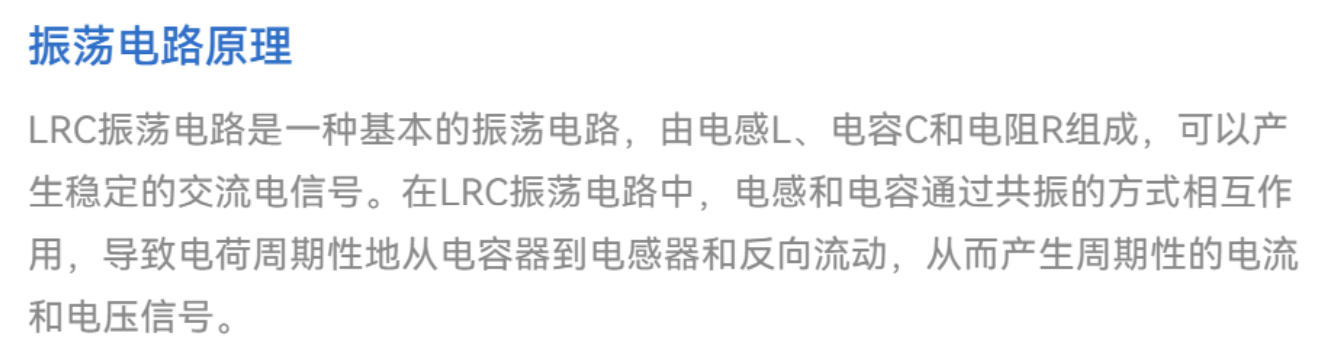 振荡电路原理
LRC振荡电路是一种基本的振荡电路，由电感L、电容C和电阻R组成，可以产
生稳定的交流电信号。在LRC振荡电路中，电感和电容通过共振的方式相互作
用，导致电荷周期性地从电容器到电感器和反向流动，从而产生周期性的电流
和电压信号。